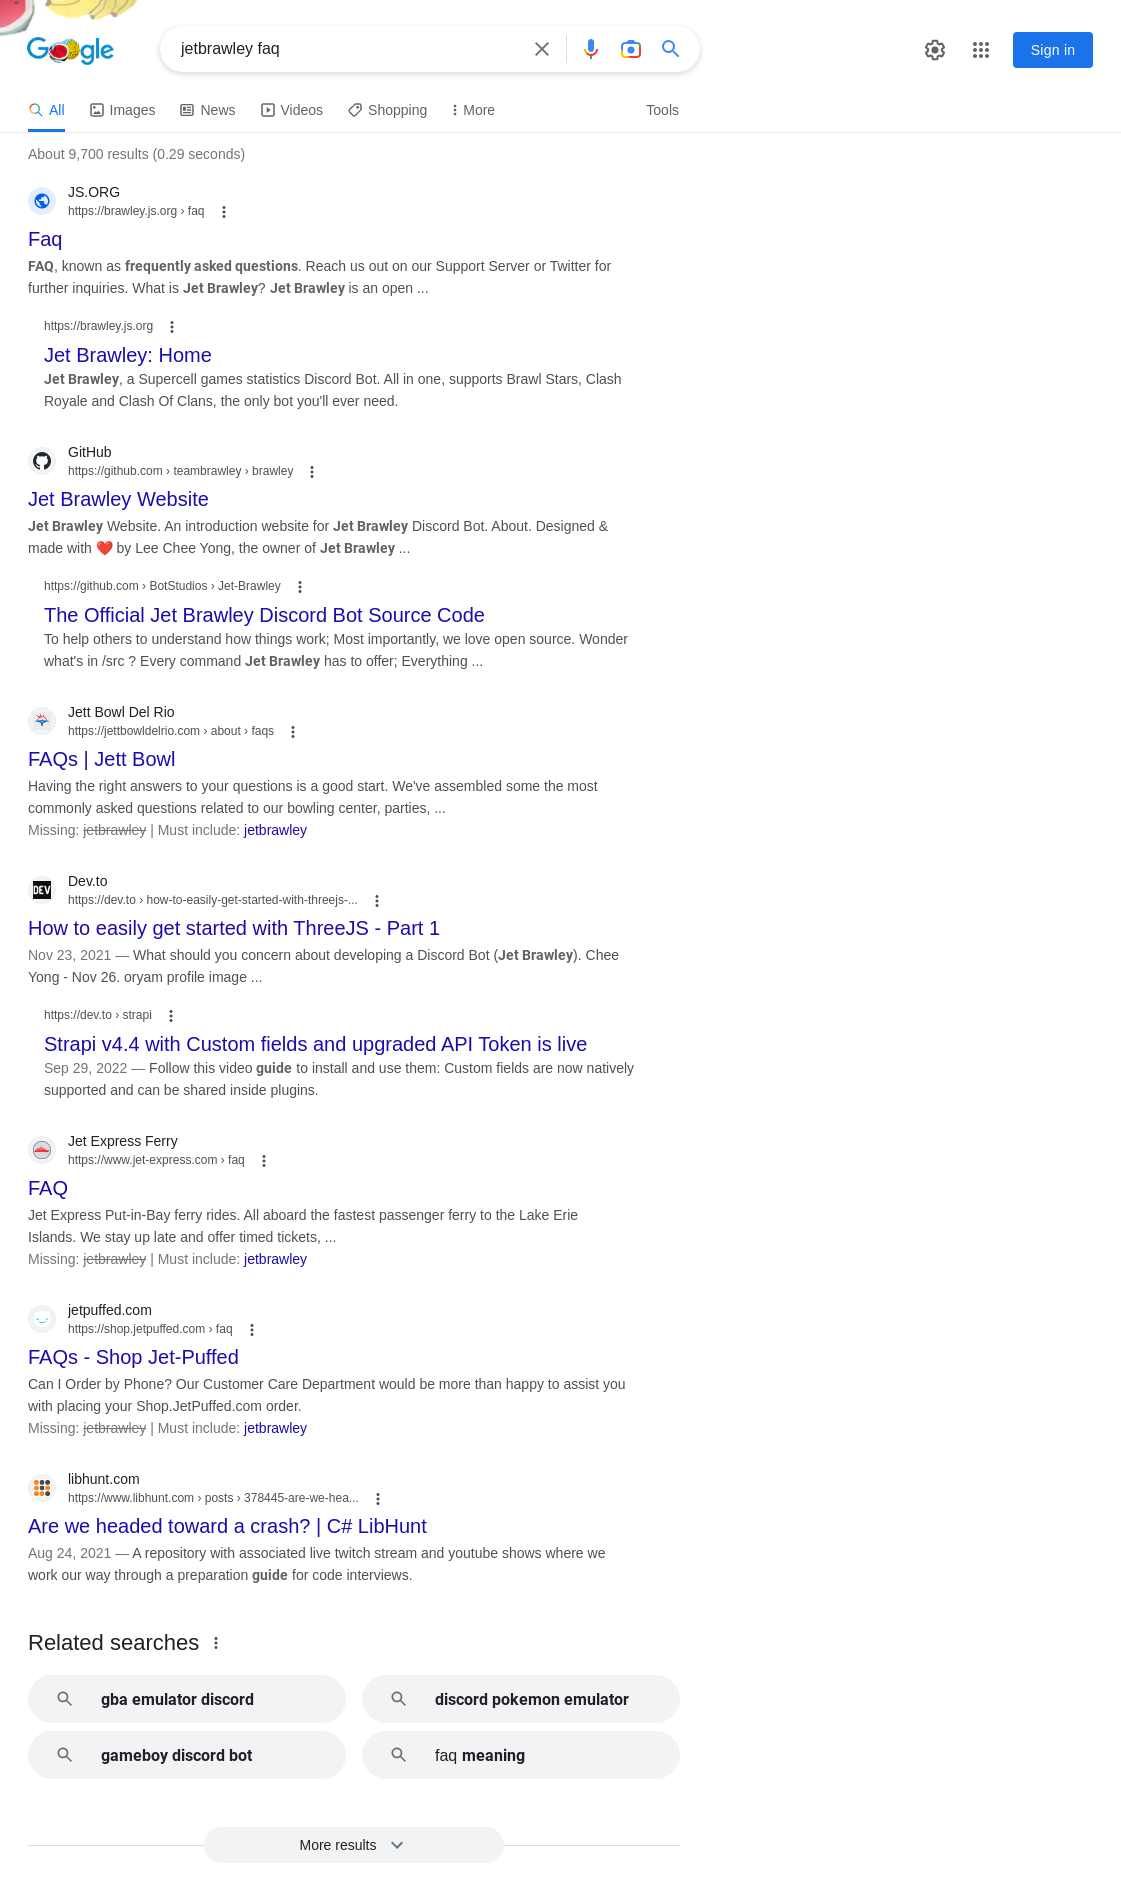 Google
jetbrawley faq
Sign in
All Images News Videos Shopping More Tools
About 9,700 results (0.29 seconds)
JS.ORG
https://brawley.js.org › faq
Faq
FAQ, known as frequently asked questions. Reach us out on our Support Server or Twitter for
further inquiries. What is Jet Brawley? Jet Brawley is an open ...
https://brawley.js.org
Jet Brawley: Home
Jet Brawley, a Supercell games statistics Discord Bot. All in one, supports Brawl Stars, Clash
Royale and Clash Of Clans, the only bot you'll ever need.
GitHub
https://github.com › teambrawley › brawley
Jet Brawley Website
Jet Brawley Website. An introduction website for Jet Brawley Discord Bot. About. Designed &
made with ❤️ by Lee Chee Yong, the owner of Jet Brawley ...
https://github.com › BotStudios › Jet-Brawley
The Official Jet Brawley Discord Bot Source Code
To help others to understand how things work; Most importantly, we love open source. Wonder
what's in /src ? Every command Jet Brawley has to offer; Everything ...
Jett Bowl Del Rio
https://jettbowldelrio.com › about › faqs
FAQs | Jett Bowl
Having the right answers to your questions is a good start. We've assembled some the most
commonly asked questions related to our bowling center, parties, ...
Missing: jetbrawley | Must include: jetbrawley
DEV
Dev.to
https://dev.to › how-to-easily-get-started-with-threejs-...
How to easily get started with ThreeJS - Part 1
Nov 23, 2021 — What should you concern about developing a Discord Bot (Jet Brawley). Chee
Yong - Nov 26. oryam profile image ...
https://dev.to › strapi
Strapi v4.4 with Custom fields and upgraded API Token is live
Sep 29, 2022 — Follow this video guide to install and use them: Custom fields are now natively
supported and can be shared inside plugins.
Jet Express Ferry
https://www.jet-express.com › faq
FAQ
Jet Express Put-in-Bay ferry rides. All aboard the fastest passenger ferry to the Lake Erie
Islands. We stay up late and offer timed tickets, ...
Missing: jetbrawley | Must include: jetbrawley
jetpuffed.com
https://shop.jetpuffed.com › faq
FAQs - Shop Jet-Puffed
Can I Order by Phone? Our Customer Care Department would be more than happy to assist you
with placing your Shop.JetPuffed.com order.
Missing: jetbrawley | Must include: jetbrawley
libhunt.com
https://www.libhunt.com › posts › 378445-are-we-hea...
Are we headed toward a crash? | C# LibHunt
Aug 24, 2021 — A repository with associated live twitch stream and youtube shows where we
work our way through a preparation guide for code interviews.
Related searches
gba emulator discord
discord pokemon emulator
gameboy discord bot
faq meaning
More results